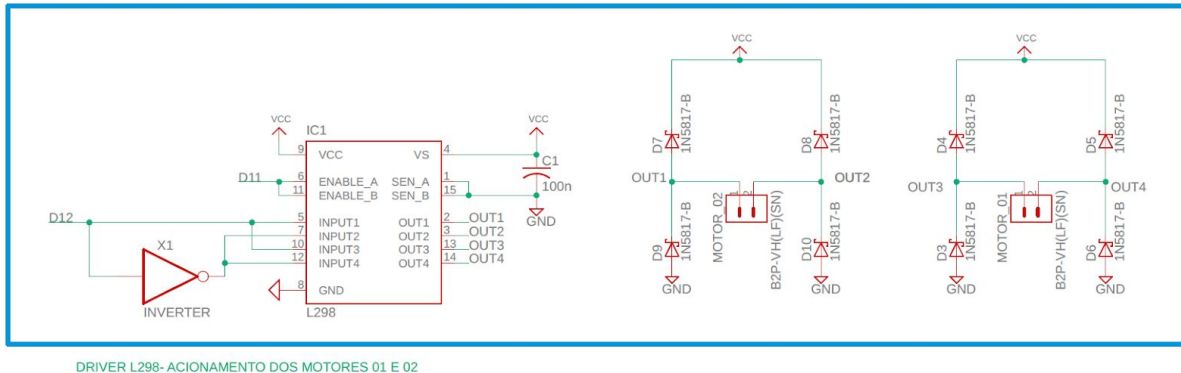 IC1
VCC
9 VCC VS 4
VCC
C1
100n
GND
D11
6 ENABLE_A SEN_A 1
11 ENABLE_B SEN_B 15
D12
5 INPUT1 OUT1 2 OUT1
7 INPUT2 OUT2 3 OUT2
10 INPUT3 OUT3 13 OUT3
12 INPUT4 OUT4 14 OUT4
8 GND
L298
X1
INVERTER
VCC
D7
1N5817-B
D8
1N5817-B
OUT1
OUT2
1
2
MOTOR_02
B2P-VH(LF)(SN)
D9
1N5817-B
D10
1N5817-B
GND
GND
VCC
D4
1N5817-B
D5
1N5817-B
OUT3
OUT4
1
2
MOTOR_01
B2P-VH(LF)(SN)
D3
1N5817-B
D6
1N5817-B
GND
GND
DRIVER L298- ACIONAMENTO DOS MOTORES 01 E 02